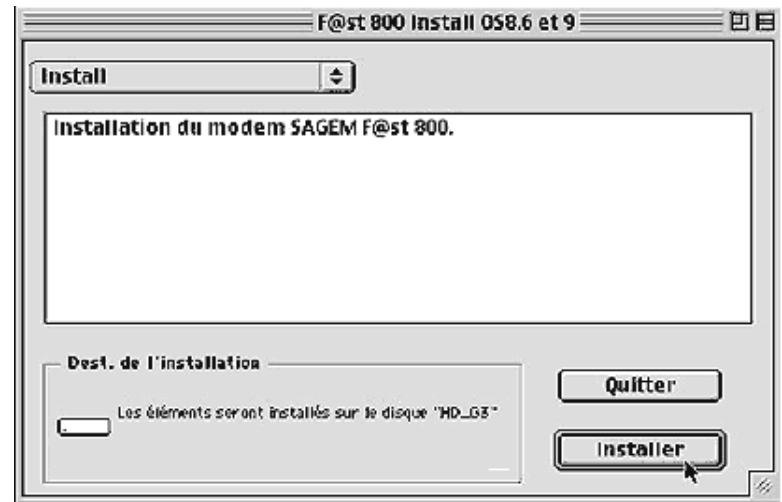 F@st 800 Install OS8.6 et 9
Install
Installation du modem SAGEM F@st 800.
Dest. de l'installation
Les éléments seront installés sur le disque "HD_G3"
Quitter
Installer